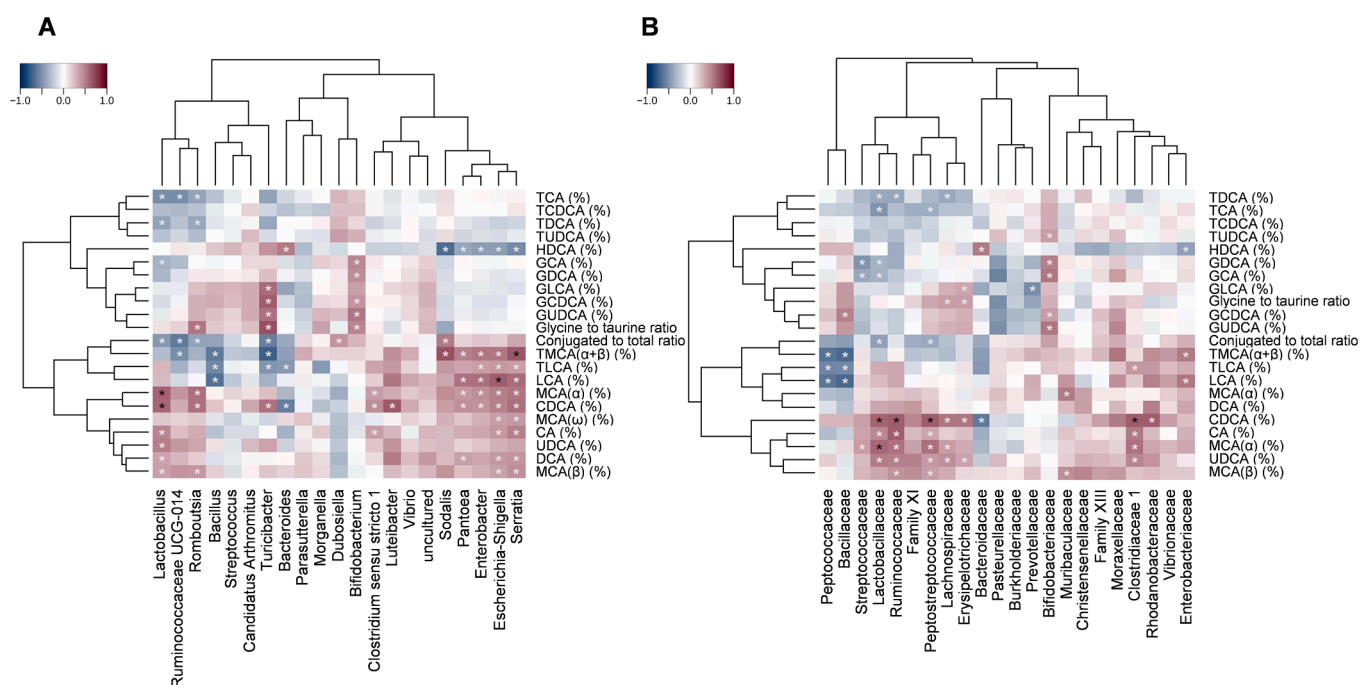 A
−1.0 0.0 1.0
TCA (%)
TCDCA (%)
TDCA (%)
TUDCA (%)
HDCA (%)
GCA (%)
GDCA (%)
GLCA (%)
GCDCA (%)
GUDCA (%)
Glycine to taurine ratio
Conjugated to total ratio
TMCA(α+β) (%)
TLCA (%)
LCA (%)
MCA(α) (%)
CDCA (%)
MCA(ω) (%)
CA (%)
UDCA (%)
DCA (%)
MCA(β) (%)
Lactobacillus
Ruminococcaceae UCG-014
Romboutsia
Bacillus
Streptococcus
Candidatus Arthromitus
Turicibacter
Bacteroides
Parasutterella
Morganella
Dubosiella
Bifidobacterium
Clostridium sensu stricto 1
Luteibacter
Vibrio
uncultured
Sodalis
Pantoea
Enterobacter
Escherichia-Shigella
Serratia
B
−1.0 0.0 1.0
TDCA (%)
TCA (%)
TCDCA (%)
TUDCA (%)
HDCA (%)
GDCA (%)
GCA (%)
GLCA (%)
Glycine to taurine ratio
GCDCA (%)
GUDCA (%)
Conjugated to total ratio
TMCA(α+β) (%)
TLCA (%)
LCA (%)
MCA(α) (%)
DCA (%)
CDCA (%)
CA (%)
MCA(α) (%)
UDCA (%)
MCA(β) (%)
Peptococcaceae
Bacillaceae
Streptococcaceae
Lactobacillaceae
Ruminococcaceae
Family XI
Peptostreptococcaceae
Lachnospiraceae
Erysipelotrichaceae
Bacteroidaceae
Pasturellaceae
Burkholderiaceae
Prevotellaceae
Bifidobacteriaceae
Muribaculaceae
Christensenellaceae
Family XIII
Moraxellaceae
Clostridiaceae 1
Rhodanobacteraceae
Vibrionaceae
Enterobacteriaceae